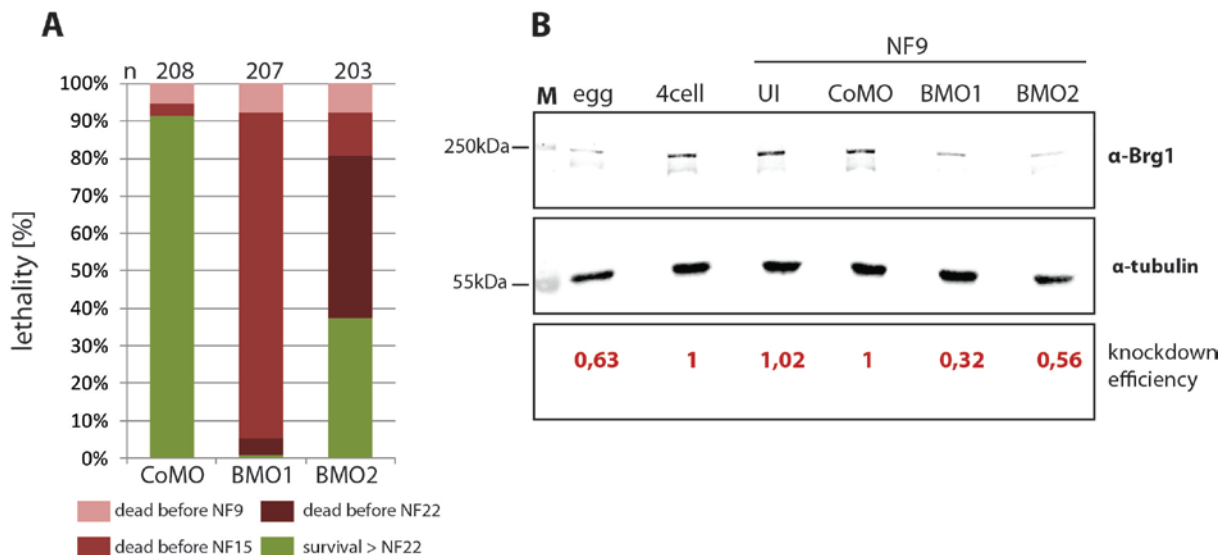 A
n 208 207 203
100%
90%
80%
70%
60%
50%
40%
30%
20%
10%
0%
lethality [%]
CoMO BMO1 BMO2
dead before NF9 dead before NF22
dead before NF15 survival > NF22
B
NF9
M egg 4cell UI CoMO BMO1 BMO2
250kDa
α-Brg1
55kDa
α-tubulin
0,63 1 1,02 1 0,32 0,56
knockdown
efficiency